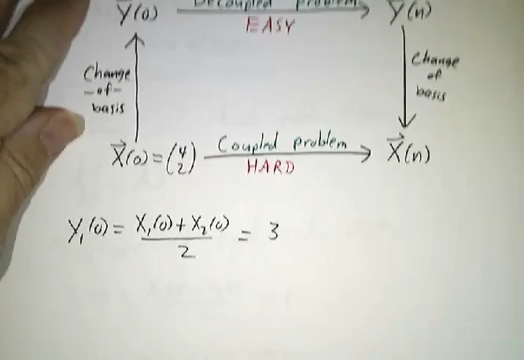 Y⃗(0) Decoupled problem Y⃗(n)
EASY
Change
-of-
basis
Change
of
basis
X⃗(0) = (4 2) Coupled problem X⃗(n)
HARD
Y₁(0) = X₁(0) + X₂(0) / 2 = 3